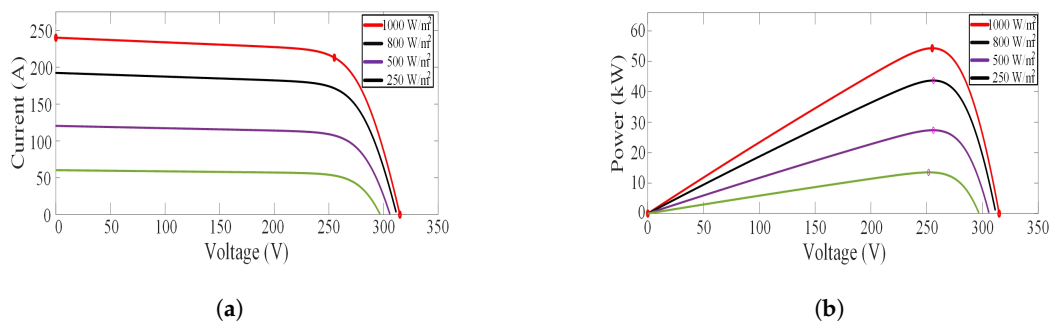 250
200
150
100
50
0
Current (A)
0 50 100 150 200 250 300 350
Voltage (V)
1000 W/m²
800 W/m²
500 W/m²
250 W/m²
(a)
60
50
40
30
20
10
0
Power (kW)
0 50 100 150 200 250 300 350
Voltage (V)
1000 W/m²
800 W/m²
500 W/m²
250 W/m²
(b)